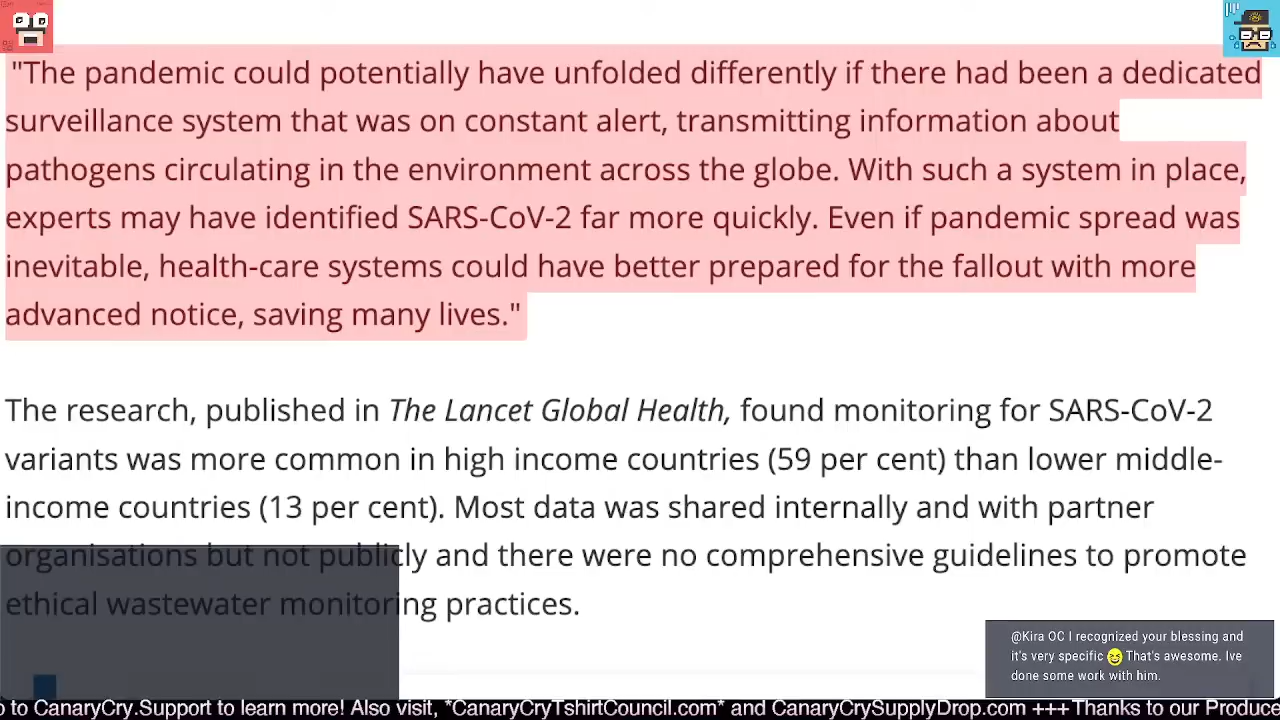 "The pandemic could potentially have unfolded differently if there had been a dedicated
surveillance system that was on constant alert, transmitting information about
pathogens circulating in the environment across the globe. With such a system in place,
experts may have identified SARS-CoV-2 far more quickly. Even if pandemic spread was
inevitable, health-care systems could have better prepared for the fallout with more
advanced notice, saving many lives."
The research, published in The Lancet Global Health, found monitoring for SARS-CoV-2
variants was more common in high income countries (59 per cent) than lower middle-
income countries (13 per cent). Most data was shared internally and with partner
organisations but not publicly and there were no comprehensive guidelines to promote
ethical wastewater monitoring practices.
@Kira OC I recognized your blessing and
it's very specific 😆 That's awesome. Ive
done some work with him.
o to CanaryCry.Support to learn more! Also visit, *CanaryCryTshirtCouncil.com* and CanaryCrySupplyDrop.com +++ Thanks to our Produce